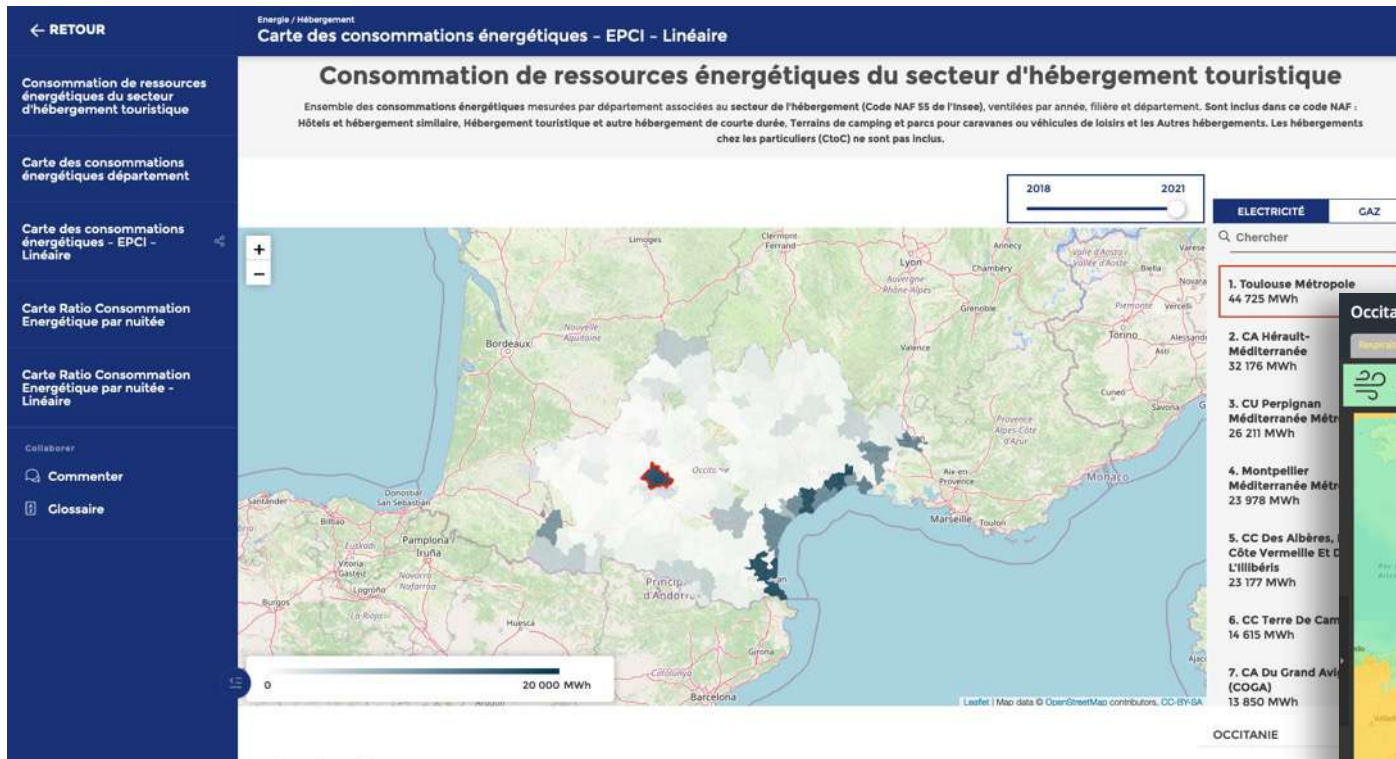 ← RETOUR
Energie / Hébergement
Carte des consommations énergétiques – EPCI – Linéaire
Consommation de ressources
énergétiques du secteur
d'hébergement touristique
Carte des consommations
énergétiques département
Carte des consommations
énergétiques – EPCI –
Linéaire
Carte Ratio Consommation
Energétique par nuitée
Carte Ratio Consommation
Energétique par nuitée -
Linéaire
Collaborer
Commenter
Glossaire
Consommation de ressources énergétiques du secteur d'hébergement touristique
Ensemble des consommations énergétiques mesurées par département associées au secteur de l'hébergement (Code NAF 55 de l'Insee), ventilées par année, filière et département. Sont inclus dans ce code NAF :
Hôtels et hébergement similaire, Hébergement touristique et autre hébergement de courte durée, Terrains de camping et parcs pour caravanes ou véhicules de loisirs et les Autres hébergements. Les hébergements
chez les particuliers (CtoC) ne sont pas inclus.
2018 2021
+
−
Limoges
Clermont-
Ferrand
Lyon
Annecy
Chambéry
Valle d'Aosta
Vallée d'Aoste
Biella
Varese
Novara
Auvergne-
Rhône-Alpes
Grenoble
Piemonte
Vercelli
Torino
Alessand
Asti
Nouvelle
Aquitaine
Bordeaux
Valence
Cuneo
Savona
G
Provence
Alpes-Côte
d'Azur
Occit
Aix-en-
Provence
Monaco
Marseille
Toulon
Santander
Bilbao
Donostia/
San Sebastián
Euskadi
Pamplona
Iruña
Vitoria
Gasteiz
Navarra
Nafarroa
Logroño
Burgos
La Rioja
Huesca
Princip
d'Andorr
an
Girona
Catalunya
Barcelona
Ajacc
0 20 000 MWh
Leaflet | Map data © OpenStreetMap contributors, CC-BY-SA
ELECTRICITÉ GAZ
Chercher
1. Toulouse Métropole
44 725 MWh
2. CA Hérault-
Méditerranée
32 176 MWh
3. CU Perpignan
Méditerranée Métr
26 211 MWh
4. Montpellier
Méditerranée Métr
23 978 MWh
5. CC Des Albères,
Côte Vermeille Et D
L'Illibéris
23 177 MWh
6. CC Terre De Cam
14 615 MWh
7. CA Du Grand Avi
(COGA)
13 850 MWh
OCCITANIE
Occita